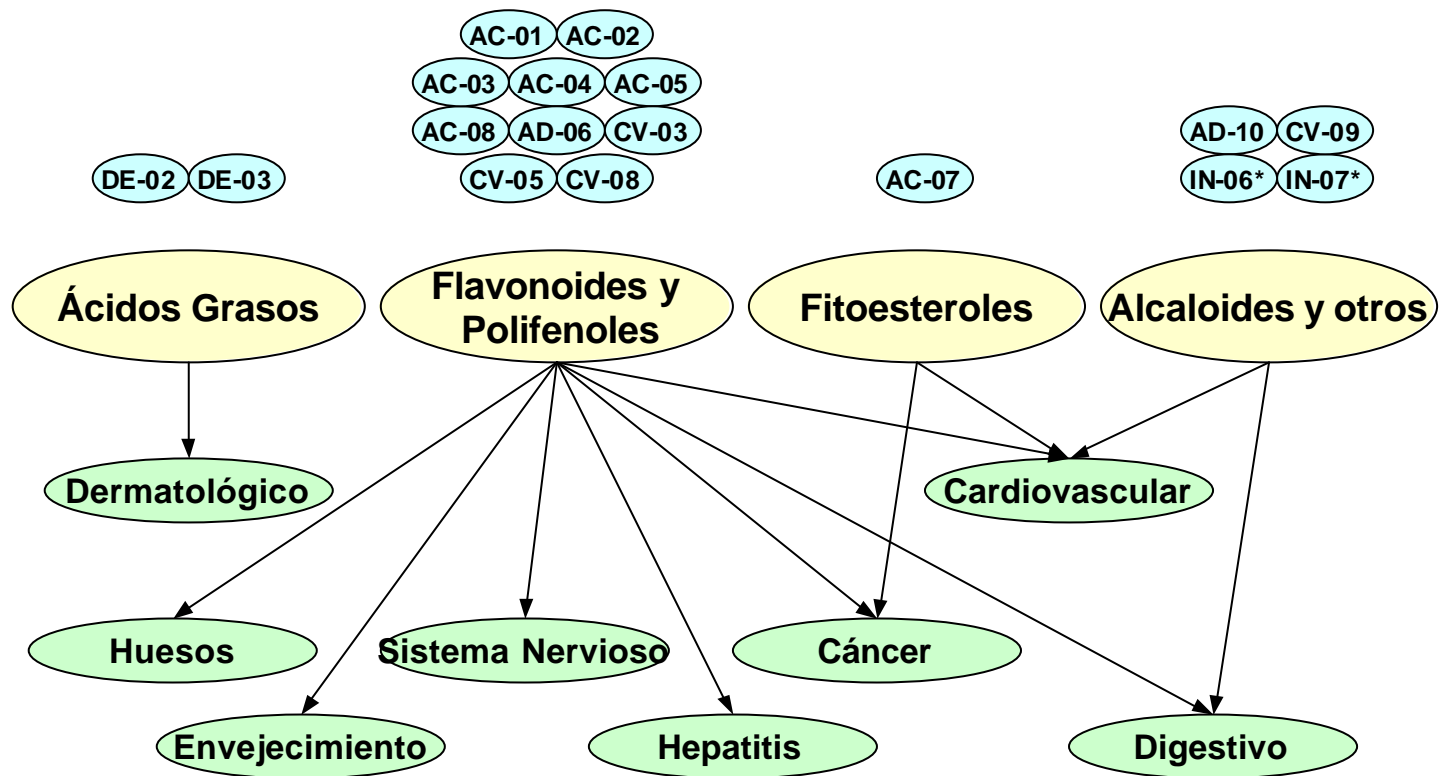 AC-01 AC-02
AC-03 AC-04 AC-05
AC-08 AD-06 CV-03
AD-10 CV-09
DE-02 DE-03
CV-05 CV-08
AC-07
IN-06* IN-07*
Ácidos Grasos
Flavonoides y
Polifenoles
Fitoesteroles
Alcaloides y otros
Dermatológico
Cardiovascular
Huesos
Sistema Nervioso
Cáncer
Envejecimiento
Hepatitis
Digestivo